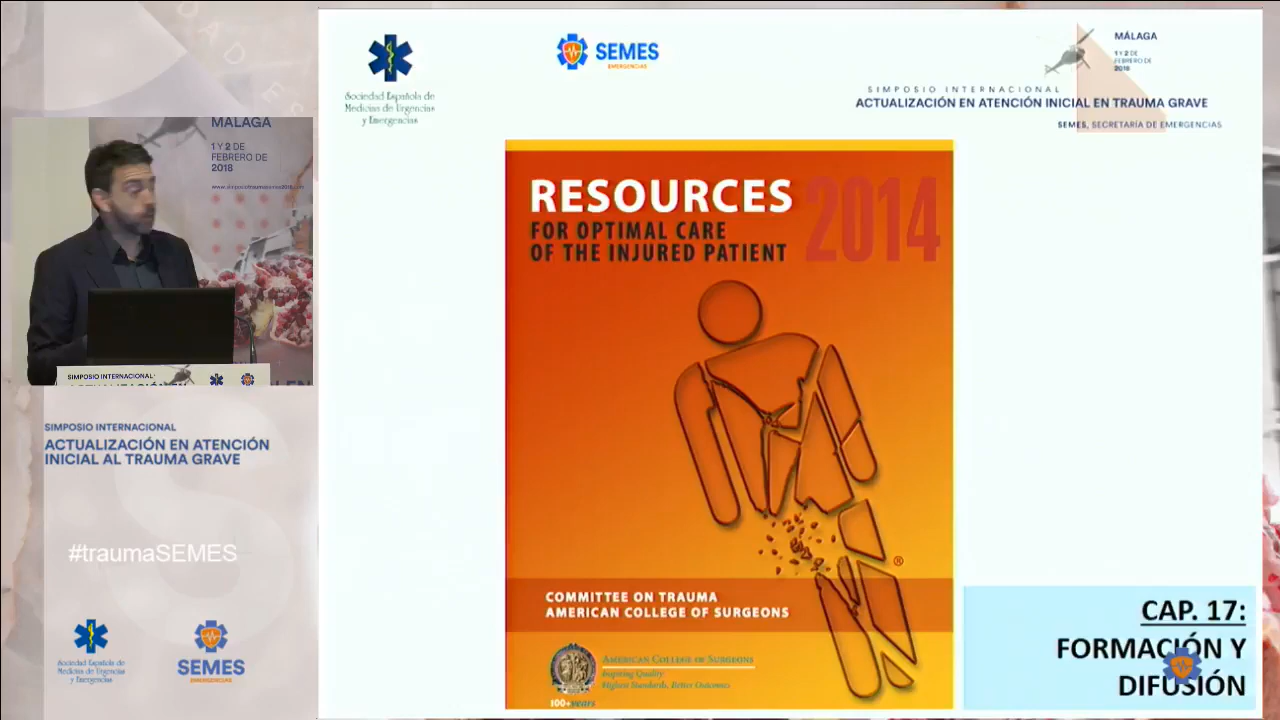 MÁLAGA
1 Y 2 DE
FEBRERO DE
2018
SIMPOSIO INTERNACIONAL
ACTUALIZACIÓN EN ATENCIÓN
INICIAL AL TRAUMA GRAVE
#traumaSEMES
Sociedad Española de
Medicina de Urgencias
y Emergencias
SEMES
EMERGENCIAS
Sociedad Española de
Medicina de Urgencias
y Emergencias
SEMES
EMERGENCIAS
MÁLAGA
1 Y 2 DE
FEBRERO DE
2018
SIMPOSIO INTERNACIONAL
ACTUALIZACIÓN EN ATENCIÓN INICIAL EN TRAUMA GRAVE
SEMES, SECRETARÍA DE EMERGENCIAS
RESOURCES 2014
FOR OPTIMAL CARE
OF THE INJURED PATIENT
®
COMMITTEE ON TRAUMA
AMERICAN COLLEGE OF SURGEONS
AMERICAN COLLEGE OF SURGEONS
Inspiring Quality:
Highest Standards, Better Outcomes
100+years
CAP. 17:
FORMACIÓN Y
DIFUSIÓN